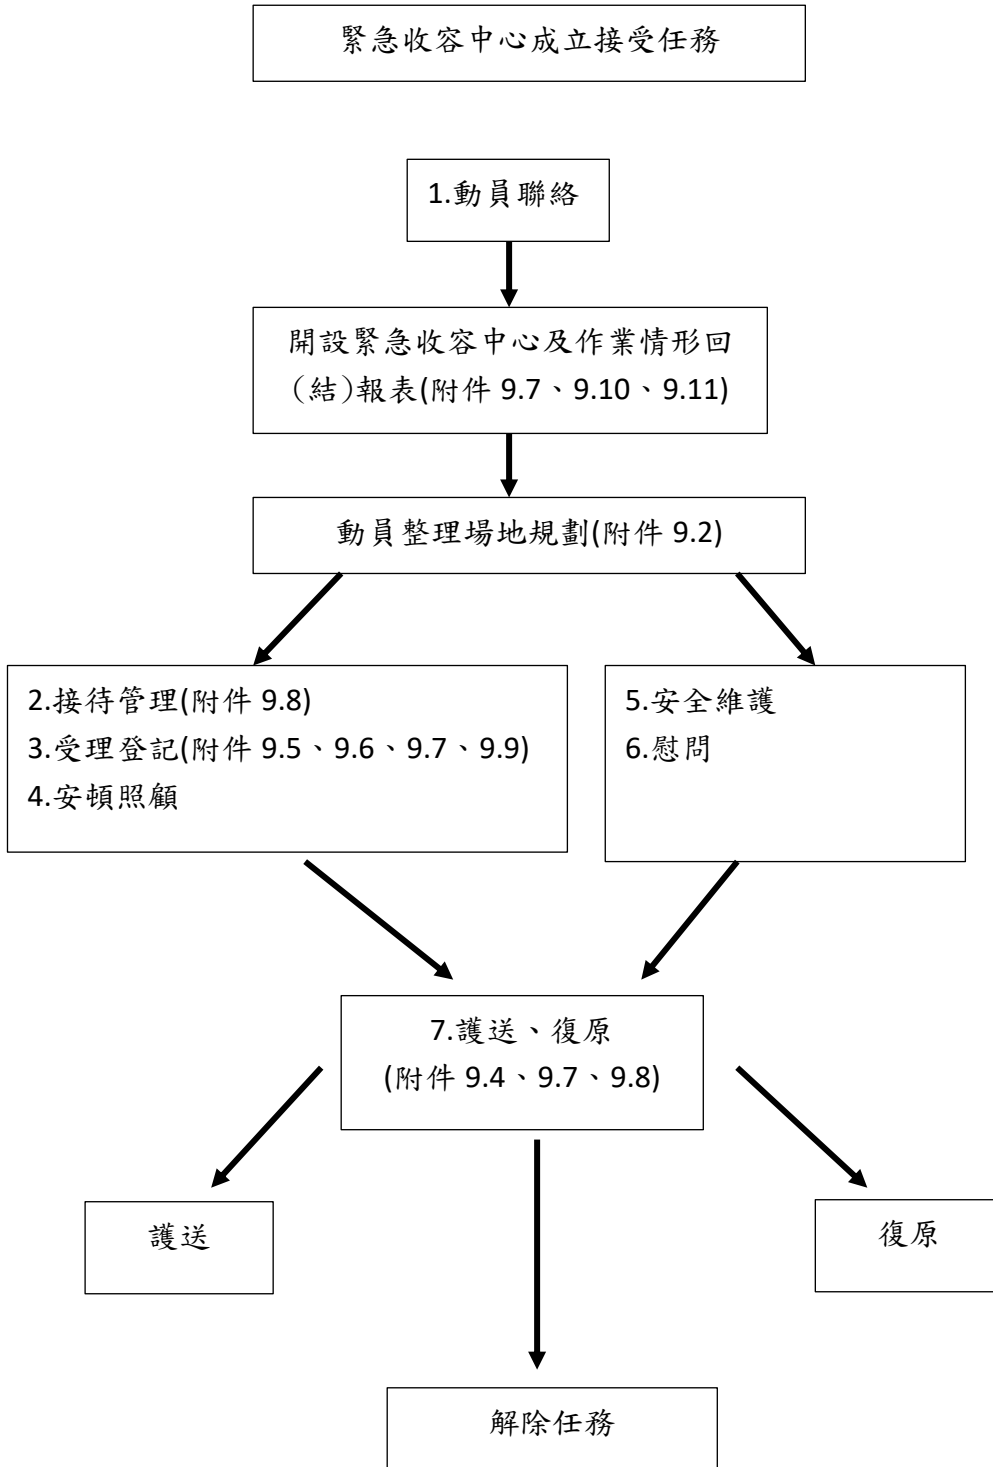 緊急收容中心成立接受任務
1.動員聯絡
開設緊急收容中心及作業情形回
(結)報表(附件 9.7、9.10、9.11)
動員整理場地規劃(附件 9.2)
2.接待管理(附件 9.8)
3.受理登記(附件 9.5、9.6、9.7、9.9)
4.安頓照顧
5.安全維護
6.慰問
7.護送、復原
(附件 9.4、9.7、9.8)
護送
復原
解除任務